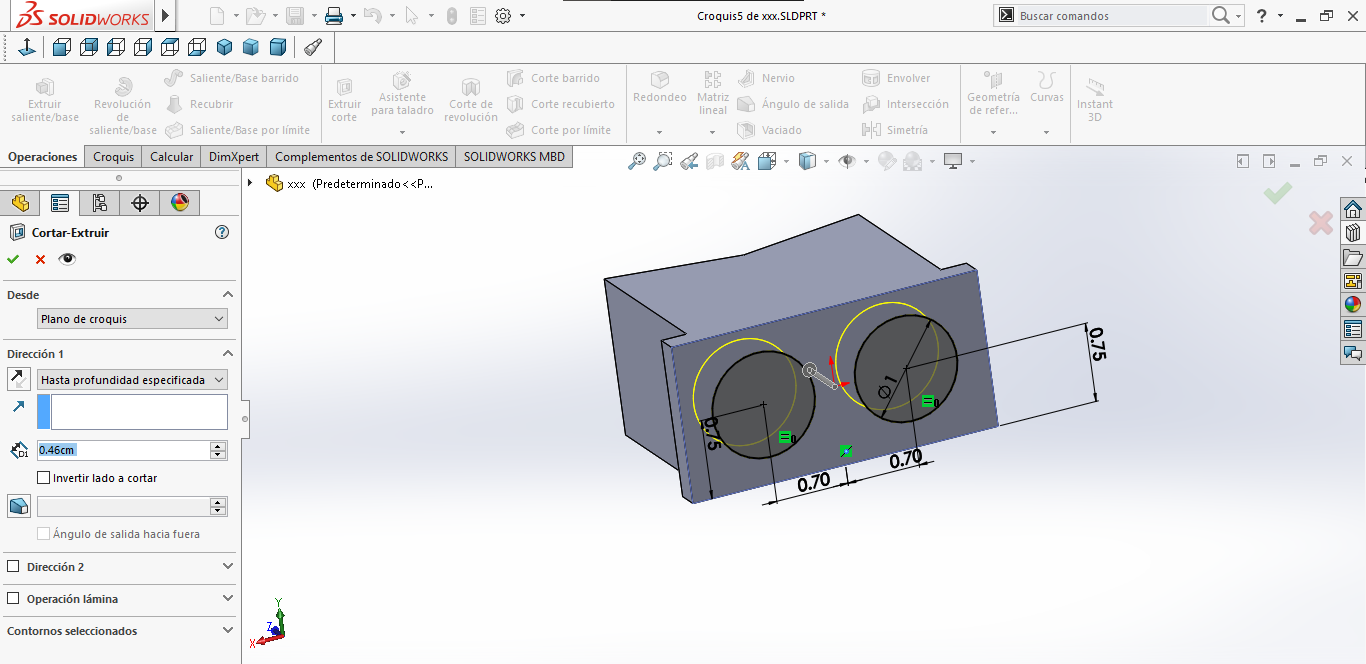 SOLIDWORKS
Croquis5 de xxx.SLDPRT *
Buscar comandos
?
Extruir
saliente/base
Revolución
de
saliente/base
Saliente/Base barrido
Recubrir
Saliente/Base por límite
Extruir
corte
Asistente
para taladro
Corte de
revolución
Corte barrido
Corte recubierto
Corte por límite
Redondeo
Matriz
lineal
Nervio
Ángulo de salida
Vaciado
Envolver
Intersección
Simetría
Geometría
de refer...
Curvas
Instant
3D
Operaciones
Croquis
Calcular
DimXpert
Complementos de SOLIDWORKS
SOLIDWORKS MBD
xxx (Predeterminado<<P...
Cortar-Extruir
?
Desde
Plano de croquis
Dirección 1
Hasta profundidad especificada
D1
0.46cm
Invertir lado a cortar
Ángulo de salida hacia fuera
Dirección 2
Operación lámina
Contornos seleccionados
0.75
Ø1
0
0.75
0
0.70
0.70
Y
Z
X